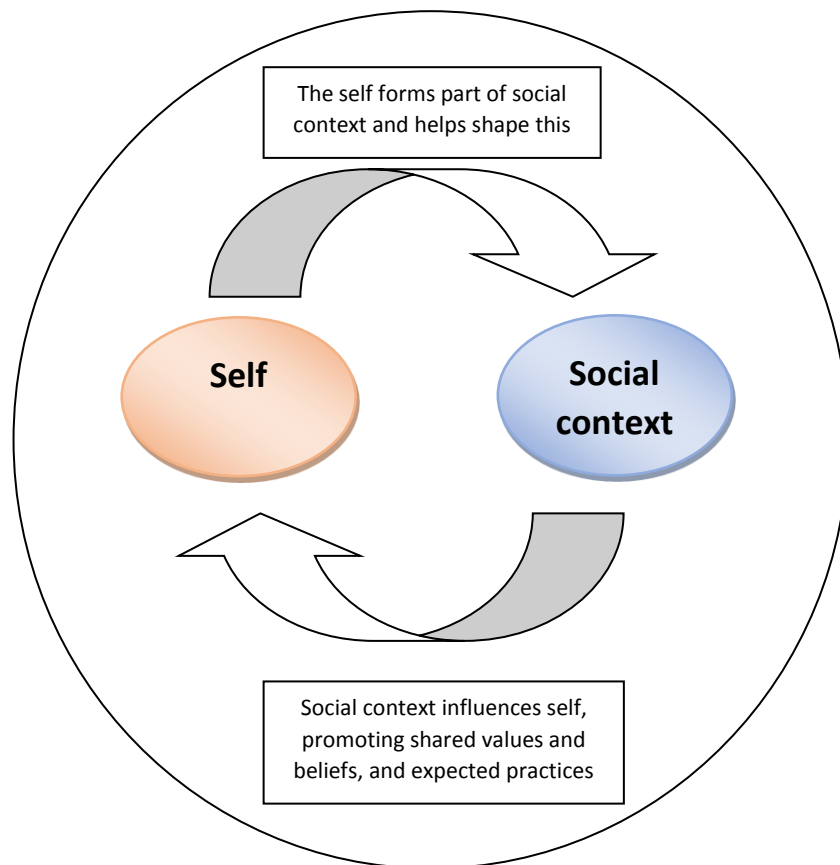 The self forms part of social
context and helps shape this
Self
Social
context
Social context influences self,
promoting shared values and
beliefs, and expected practices